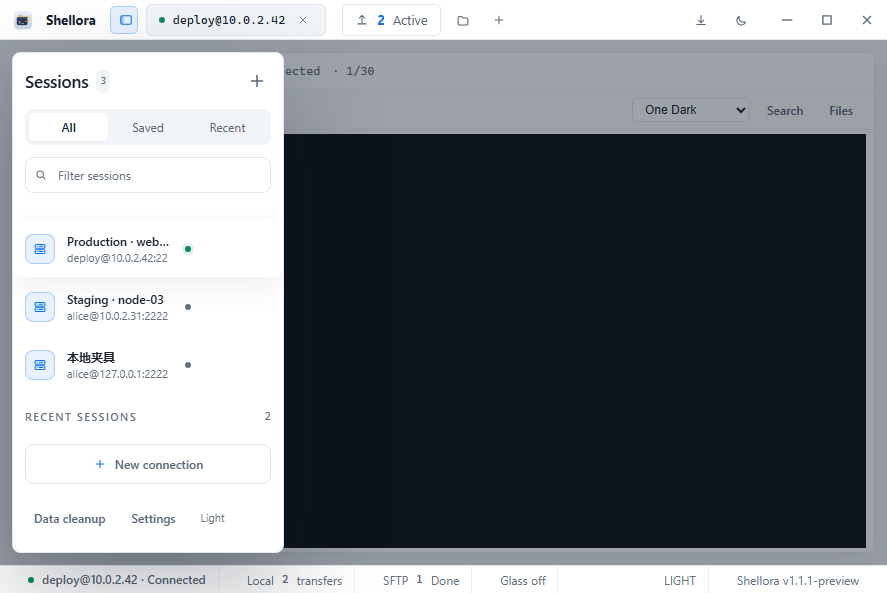 Shellora
deploy@10.0.2.42
2 Active
Sessions 3
ected · 1/30
All Saved Recent
One Dark Search Files
Filter sessions
Production · web...
deploy@10.0.2.42:22
Staging · node-03
alice@10.0.2.31:2222
本地夹具
alice@127.0.0.1:2222
RECENT SESSIONS 2
New connection
Data cleanup Settings Light
deploy@10.0.2.42 · Connected Local 2 transfers SFTP 1 Done Glass off LIGHT Shellora v1.1.1-preview